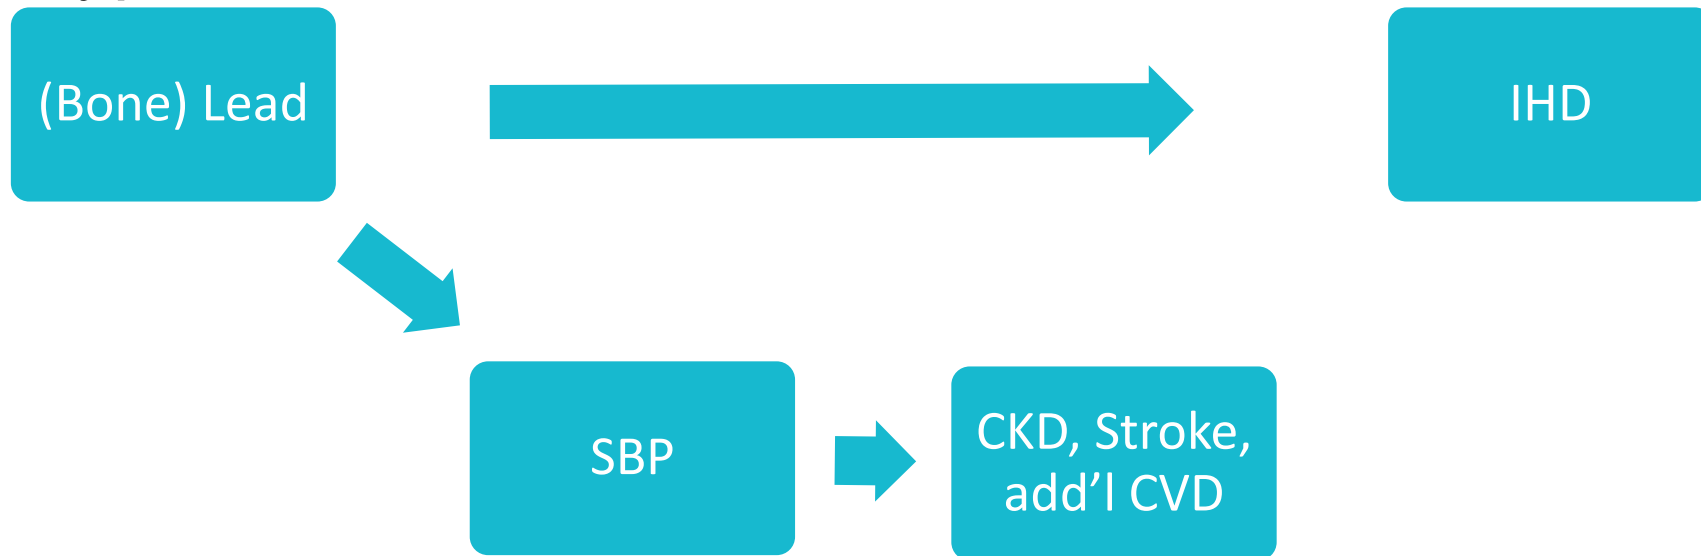 (Bone) Lead
IHD
SBP
CKD, Stroke,
add’l CVD